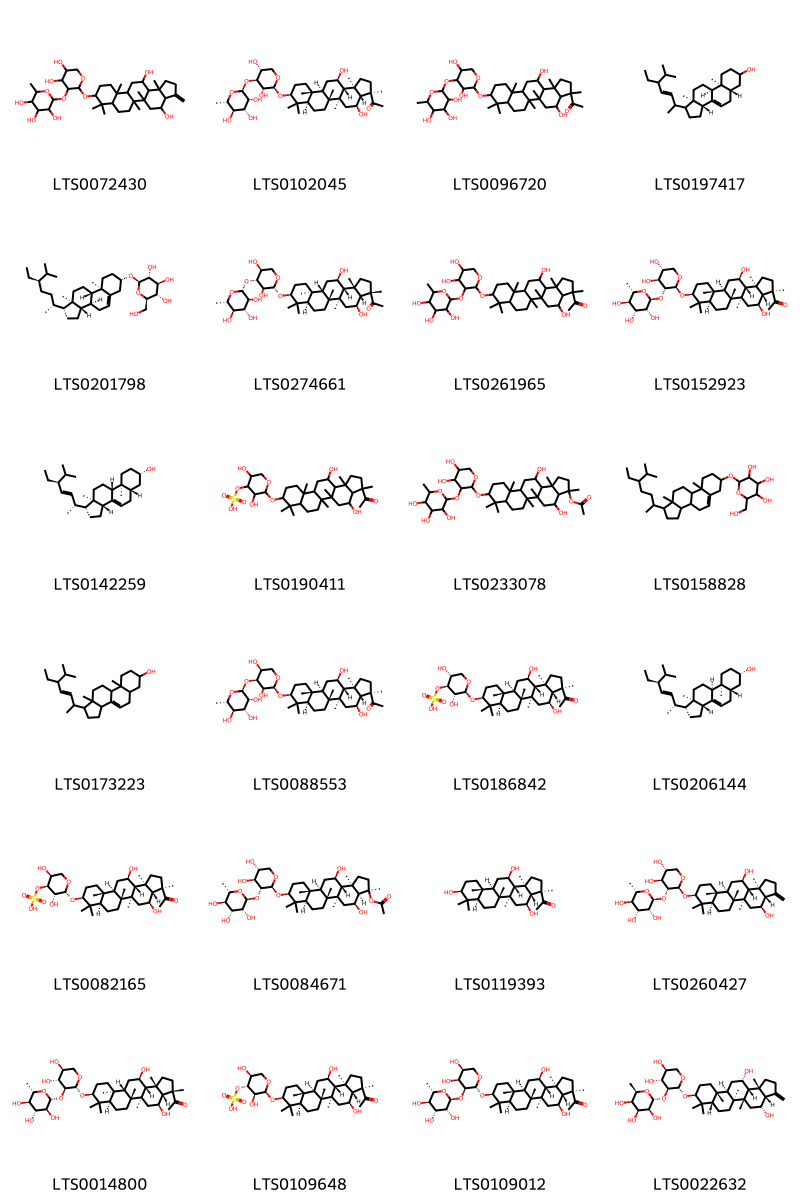 LTS0072430 LTS0102045 LTS0096720 LTS0197417
LTS0201798 LTS0274661 LTS0261965 LTS0152923
LTS0142259 LTS0190411 LTS0233078 LTS0158828
LTS0173223 LTS0088553 LTS0186842 LTS0206144
LTS0082165 LTS0084671 LTS0119393 LTS0260427
LTS0014800 LTS0109648 LTS0109012 LTS0022632